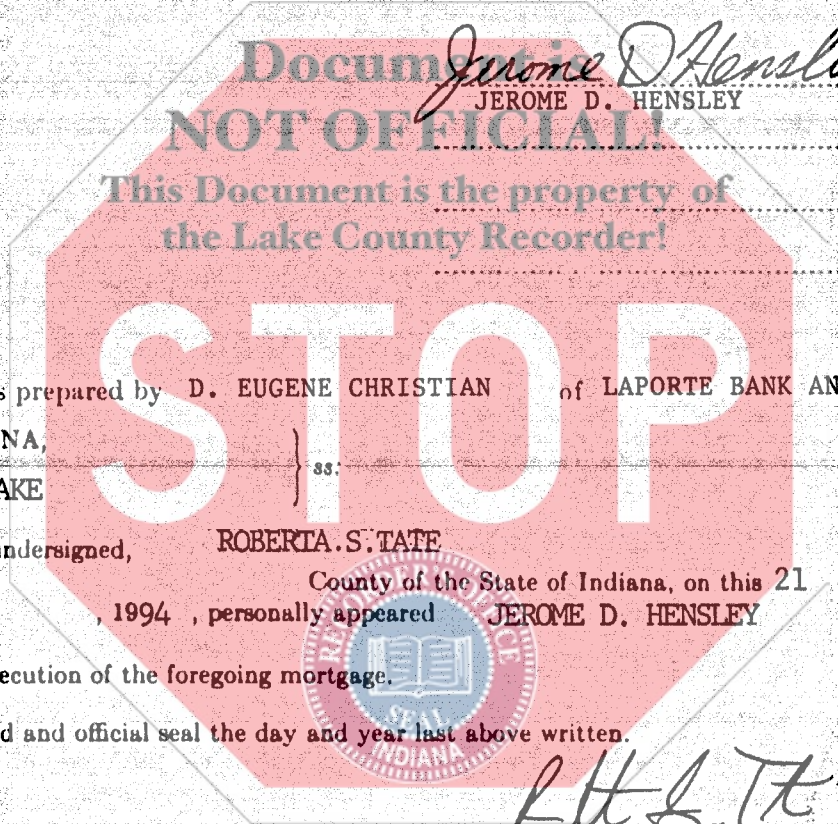 Jerome D Hensl
Document is
JEROME D. HENSLEY
NOT OFFICIAL!
This Document is the property of
the Lake County Recorder!
STOP
s prepared by D. EUGENE CHRISTIAN of LAPORTE BANK AN
NA,
ss:
AKE
ndersigned, ROBERTA.S.TATE
County of the State of Indiana, on this 21
, 1994 , personally appeared JEROME D. HENSLEY
RECORDER'S OFFICE
ecution of the foregoing mortgage.
SEAL
d and official seal the day and year last above written.
INDIANA